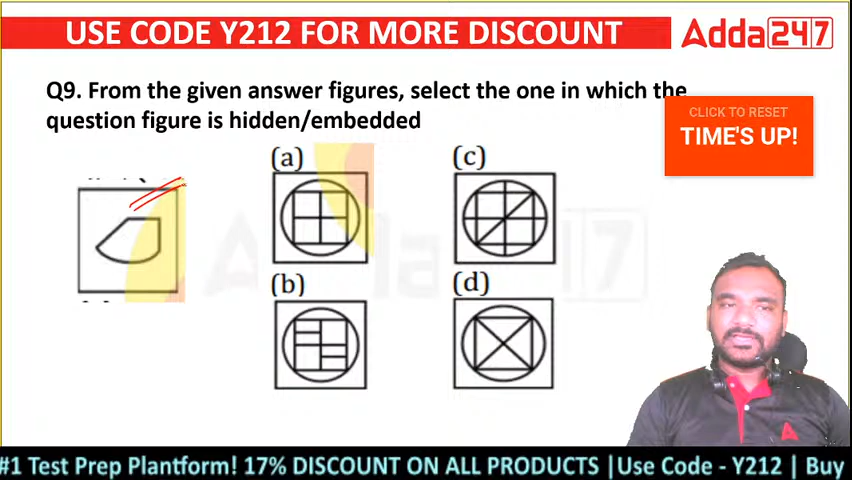 USE CODE Y212 FOR MORE DISCOUNT
Adda247
Q9. From the given answer figures, select the one in which the
question figure is hidden/embedded
CLICK TO RESET
TIME'S UP!
(a)
(c)
(b)
(d)
#1 Test Prep Plantform! 17% DISCOUNT ON ALL PRODUCTS |Use Code - Y212 | Buy